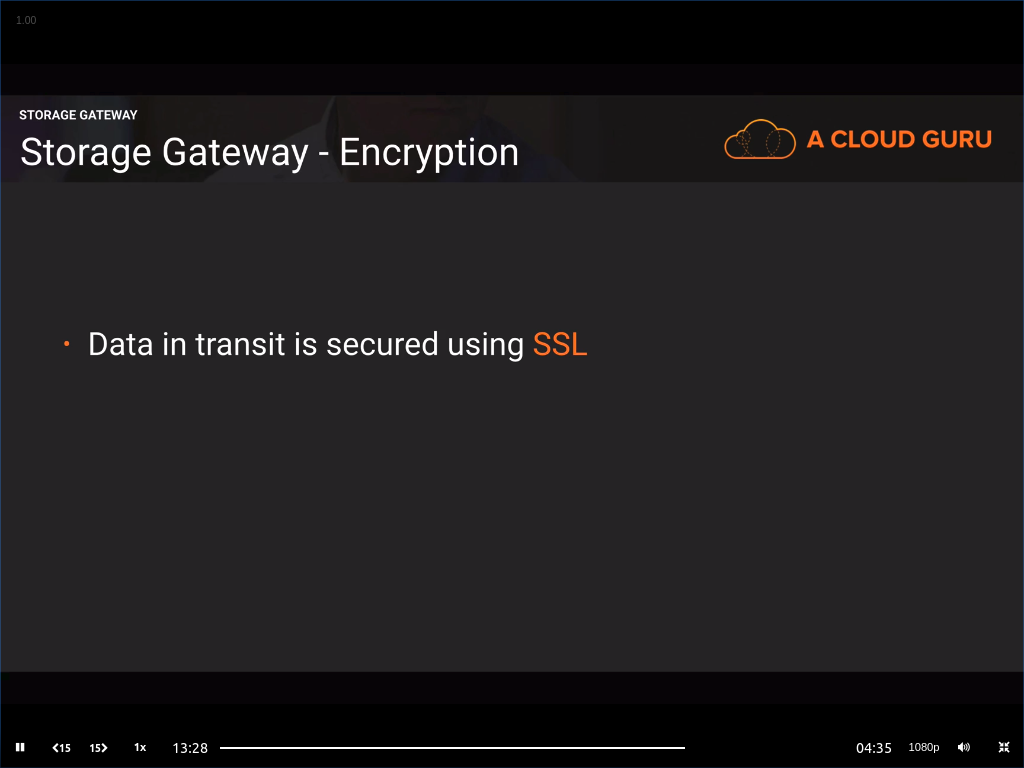 1.00
STORAGE GATEWAY
Storage Gateway - Encryption
A CLOUD GURU
• Data in transit is secured using SSL
15 15 1x 13:28 04:35 1080p